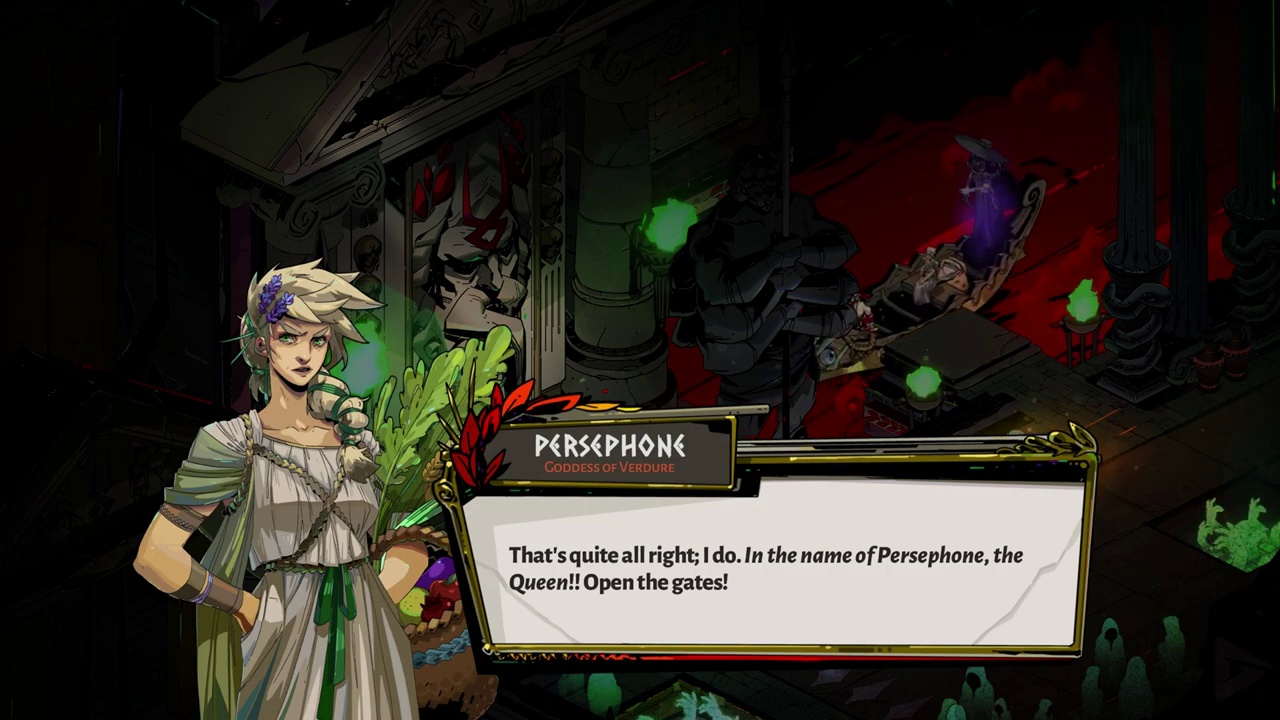 PERSEPHONE
Goddess of Verdure
That's quite all right; I do. In the name of Persephone, the
Queen!! Open the gates!